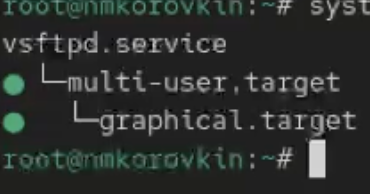 root@nmkorovkin:~# syst
vsftpd.service
● └─multi-user.target
●   └─graphical.target
root@nmkorovkin:~#